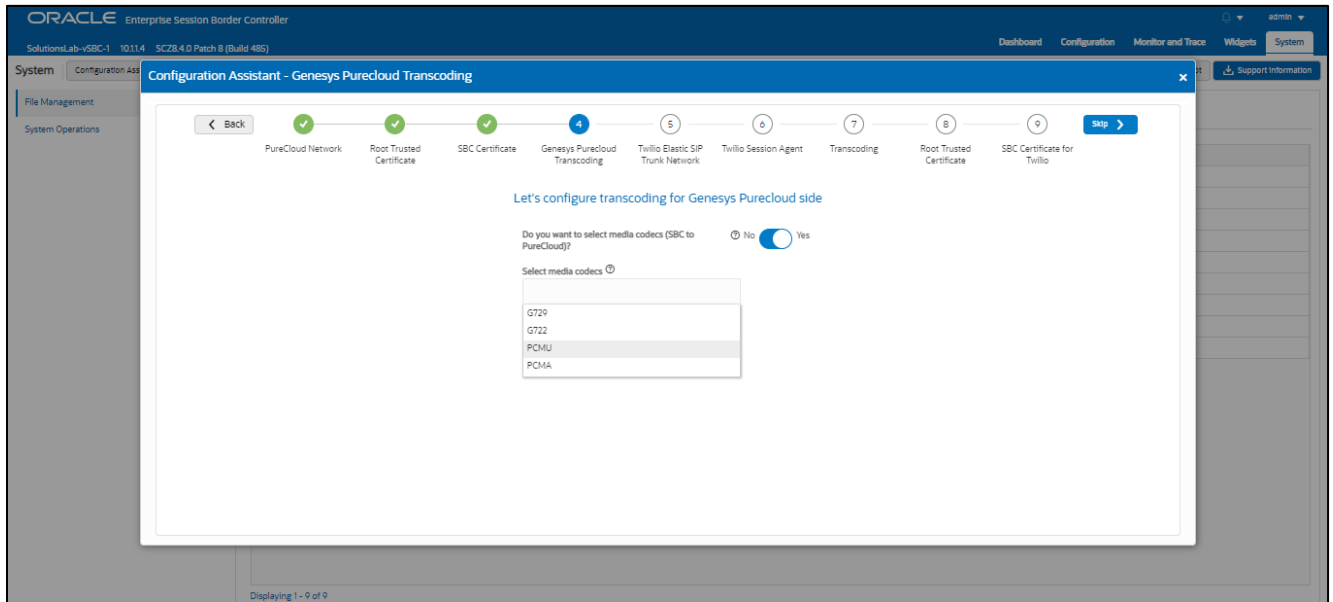 ORACLE Enterprise Session Border Controller
admin
SolutionsLab-vSBC-1 10.1.1.4 SCZ8.4.0 Patch 8 (Build 485)
Dashboard Configuration Monitor and Trace Widgets System
System Configuration Ass
Support Information
Configuration Assistant - Genesys Purecloud Transcoding
File Management
System Operations
Back
4 5 6 7 8 9
Skip
PureCloud Network
Root Trusted
Certificate
SBC Certificate
Genesys Purecloud
Transcoding
Twilio Elastic SIP
Trunk Network
Twilio Session Agent
Transcoding
Root Trusted
Certificate
SBC Certificate for
Twilio
Let's configure transcoding for Genesys Purecloud side
Do you want to select media codecs (SBC to
PureCloud)?
No Yes
Select media codecs
G729
G722
PCMU
PCMA
Displaying 1 - 9 of 9